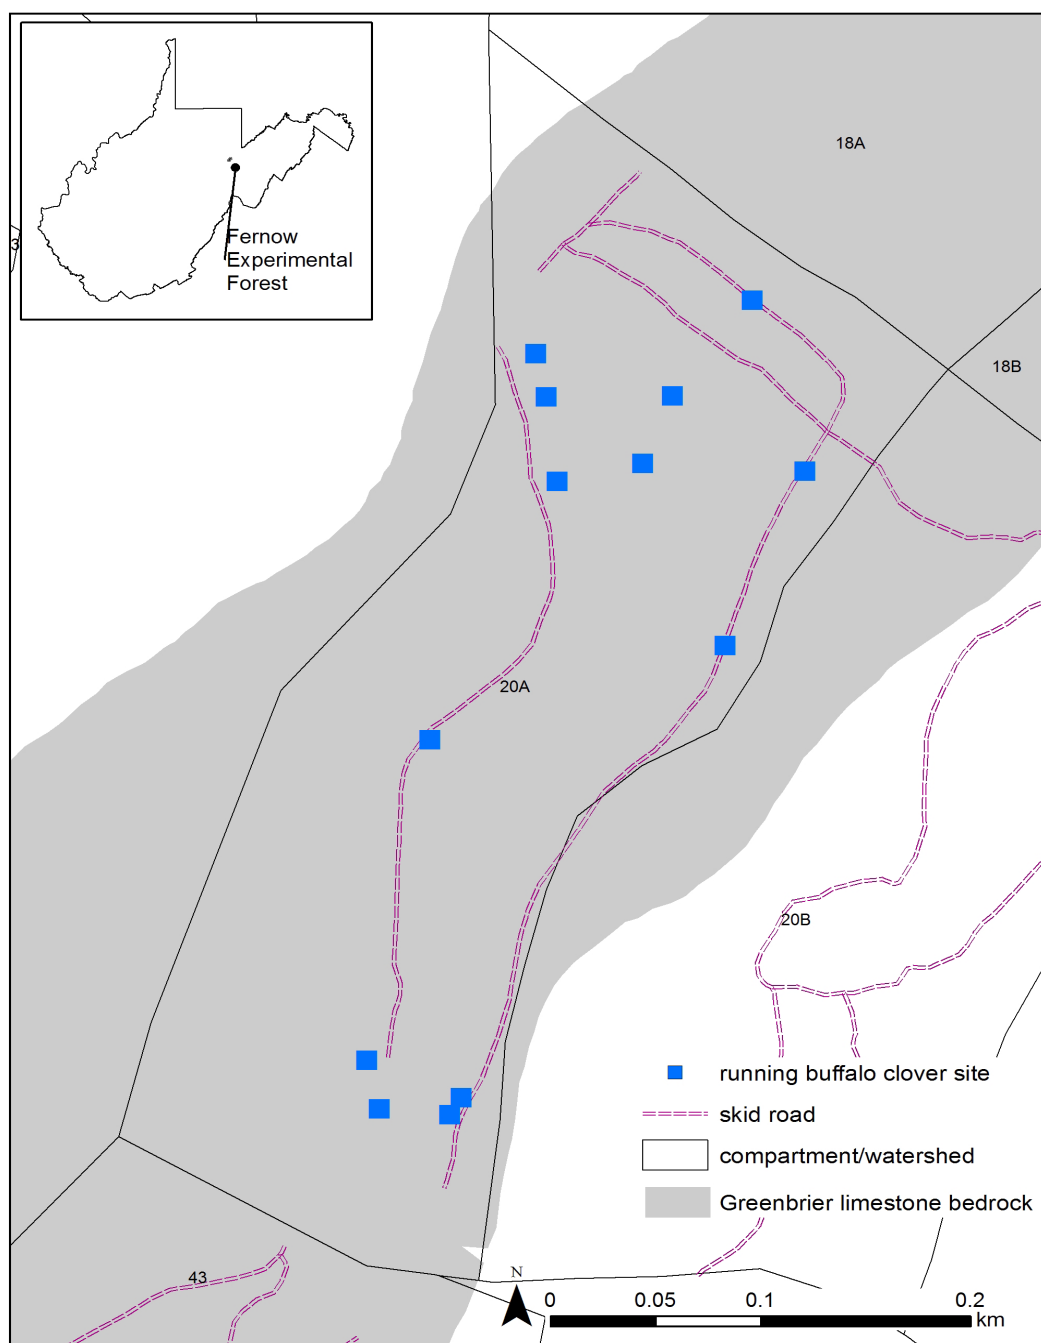 18A
3
Fernow
Experimental
Forest
18B
20A
20B
running buffalo clover site
skid road
compartment/watershed
Greenbrier limestone bedrock
43
N
0 0.05 0.1 0.2
km